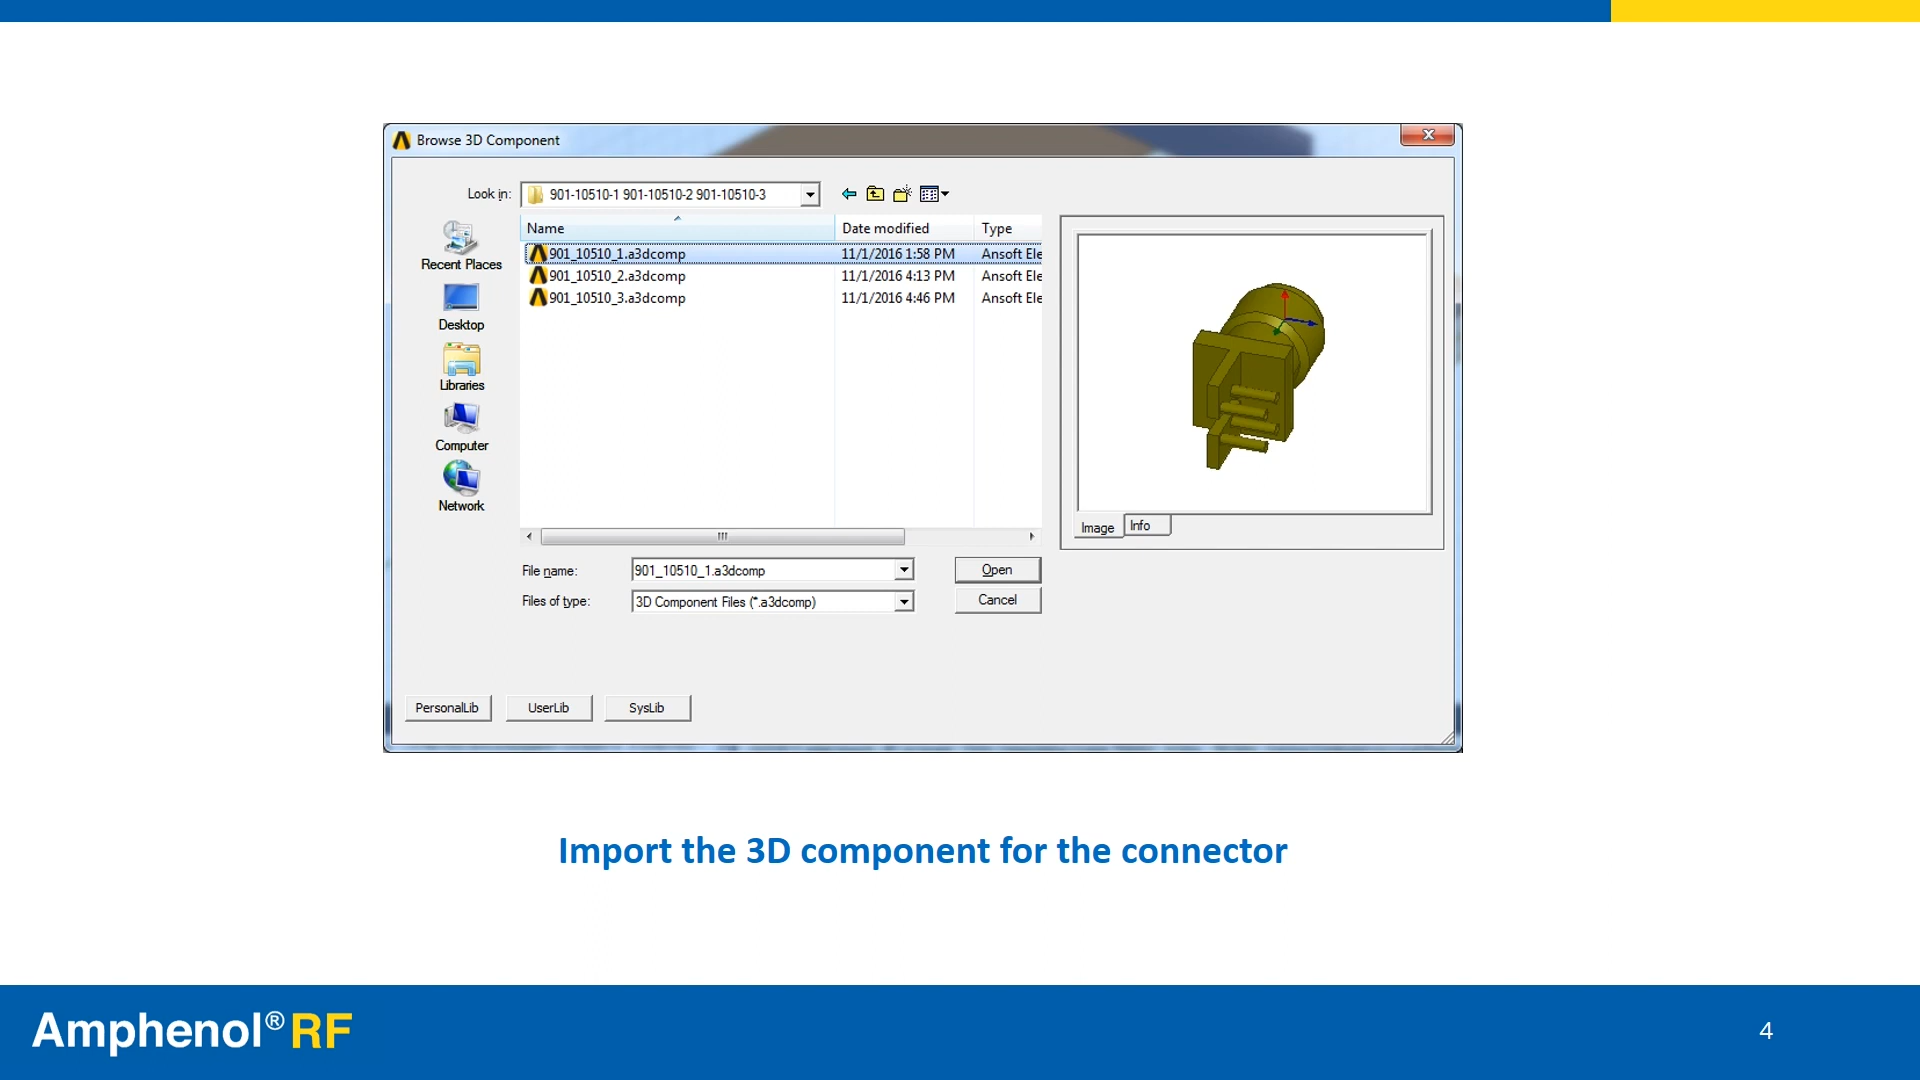 Browse 3D Component
Look in: 901-10510-1 901-10510-2 901-10510-3
Name Date modified Type
901_10510_1.a3dcomp 11/1/2016 1:58 PM Ansoft Ele
901_10510_2.a3dcomp 11/1/2016 4:13 PM Ansoft Ele
901_10510_3.a3dcomp 11/1/2016 4:46 PM Ansoft Ele
Recent Places
Desktop
Libraries
Computer
Network
Image Info
File name: 901_10510_1.a3dcomp Open
Files of type: 3D Component Files (*.a3dcomp) Cancel
PersonalLib UserLib SysLib
Import the 3D component for the connector
Amphenol® RF
4